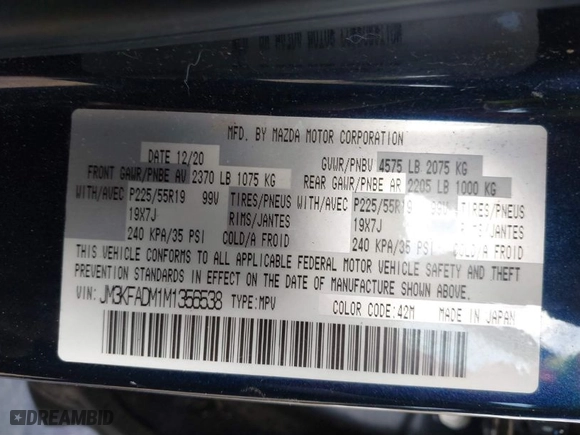 MFD. BY MAZDA MOTOR CORPORATION
DATE 12/20 GVWR/PNBV 4575 LB 2075 KG
FRONT GAWR/PNBE AV 2370 LB 1075 KG REAR GAWR/PNBE AR 2205 LB 1000 KG
WITH/AVEC P225/55R19 99V TIRES/PNEUS WITH/AVEC P225/55R19 99V TIRES/PNEUS
19X7J RIMS/JANTES 19X7J RIMS/JANTES
240 KPA/35 PSI COLD/A FROID 240 KPA/35 PSI COLD/A FROID
THIS VEHICLE CONFORMS TO ALL APPLICABLE FEDERAL MOTOR VEHICLE SAFETY AND THEFT
PREVENTION STANDARDS IN EFFECT ON THE DATE OF MANUFACTURE SHOWN ABOVE.
VIN: JM3KFADM1M1356538 TYPE: MPV COLOR CODE: 42M MADE IN JAPAN
DREAMBID